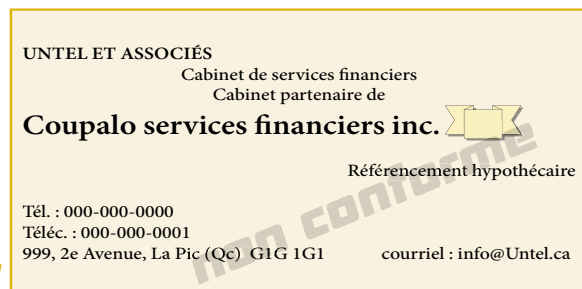 UNTEL ET ASSOCIÉS
Cabinet de services financiers
Cabinet partenaire de
Coupalo services financiers inc.
Référencement hypothécaire
non conforme
Tél. : 000-000-0000
Téléc. : 000-000-0001
999, 2e Avenue, La Pic (Qc) G1G 1G1 courriel : info@Untel.ca